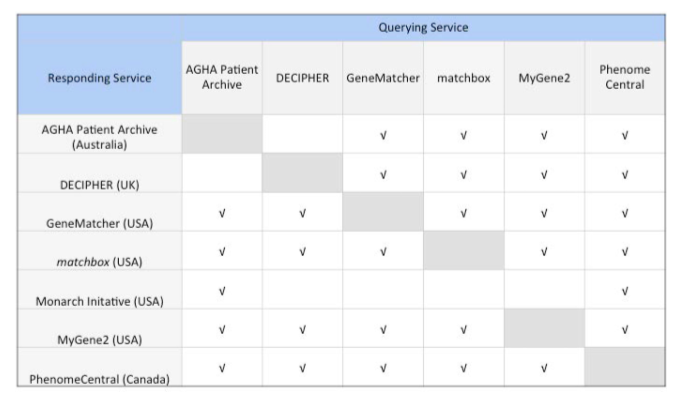 Querying Service
Responding Service AGHA Patient Archive DECIPHER GeneMatcher matchbox MyGene2 Phenome Central
AGHA Patient Archive (Australia) √ √ √ √
DECIPHER (UK) √ √ √ √
GeneMatcher (USA) √ √ √ √ √
matchbox (USA) √ √ √ √ √
Monarch Initative (USA) √ √
MyGene2 (USA) √ √ √ √ √
PhenomeCentral (Canada) √ √ √ √ √